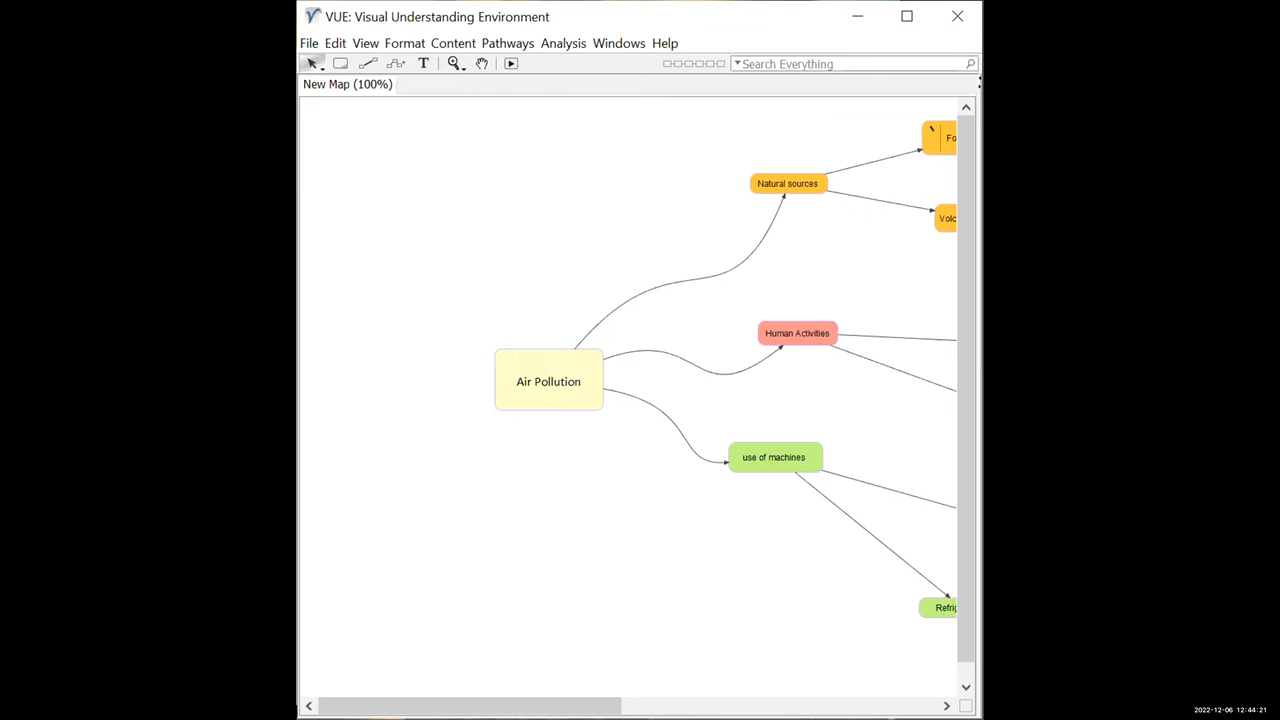 VUE: Visual Understanding Environment
File Edit View Format Content Pathways Analysis Windows Help
T Search Everything
New Map (100%)
Natural sources
Human Activities
Air Pollution
use of machines
2022-12-06 12:44:21